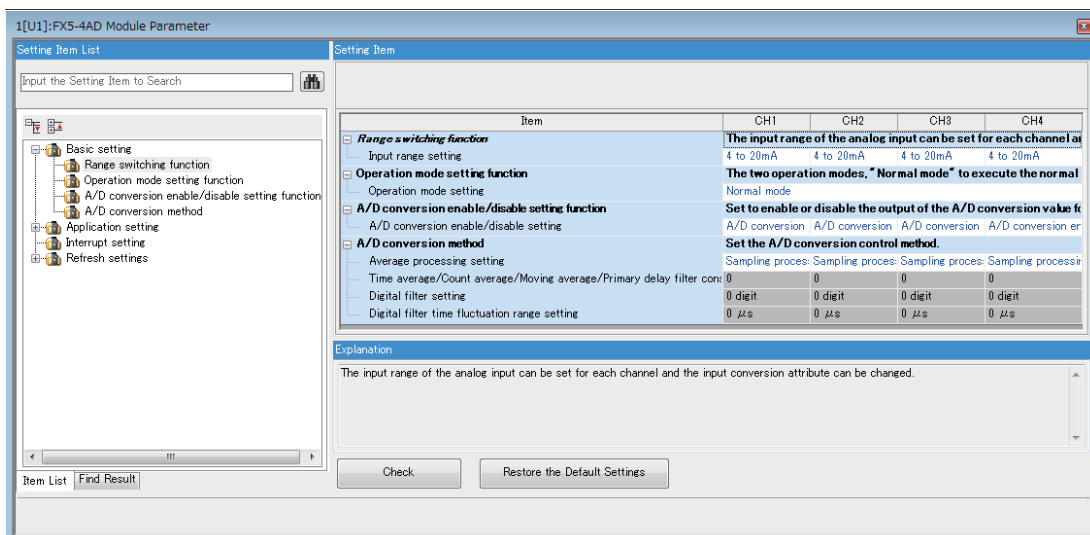 1[U1]:FX5-4AD Module Parameter
Setting Item List
Input the Setting Item to Search
Basic setting
Range switching function
Operation mode setting function
A/D conversion enable/disable setting function
A/D conversion method
Application setting
Interrupt setting
Refresh settings
Item List Find Result
Setting Item
Item CH1 CH2 CH3 CH4
Range switching function The input range of the analog input can be set for each channel
Input range setting 4 to 20mA 4 to 20mA 4 to 20mA 4 to 20mA
Operation mode setting function The two operation modes, "Normal mode" to execute the normal
Operation mode setting Normal mode
A/D conversion enable/disable setting function Set to enable or disable the output of the A/D conversion value
A/D conversion enable/disable setting A/D conversion A/D conversion A/D conversion A/D conversion
A/D conversion method Set the A/D conversion control method.
Average processing setting Sampling proces Sampling proces Sampling proces Sampling processir
Time average/Count average/Moving average/Primary delay filter con 0 0 0 0
Digital filter setting 0 digit 0 digit 0 digit 0 digit
Digital filter time fluctuation range setting 0 μs 0 μs 0 μs 0 μs
Explanation
The input range of the analog input can be set for each channel and the input conversion attribute can be changed.
Check Restore the Default Settings